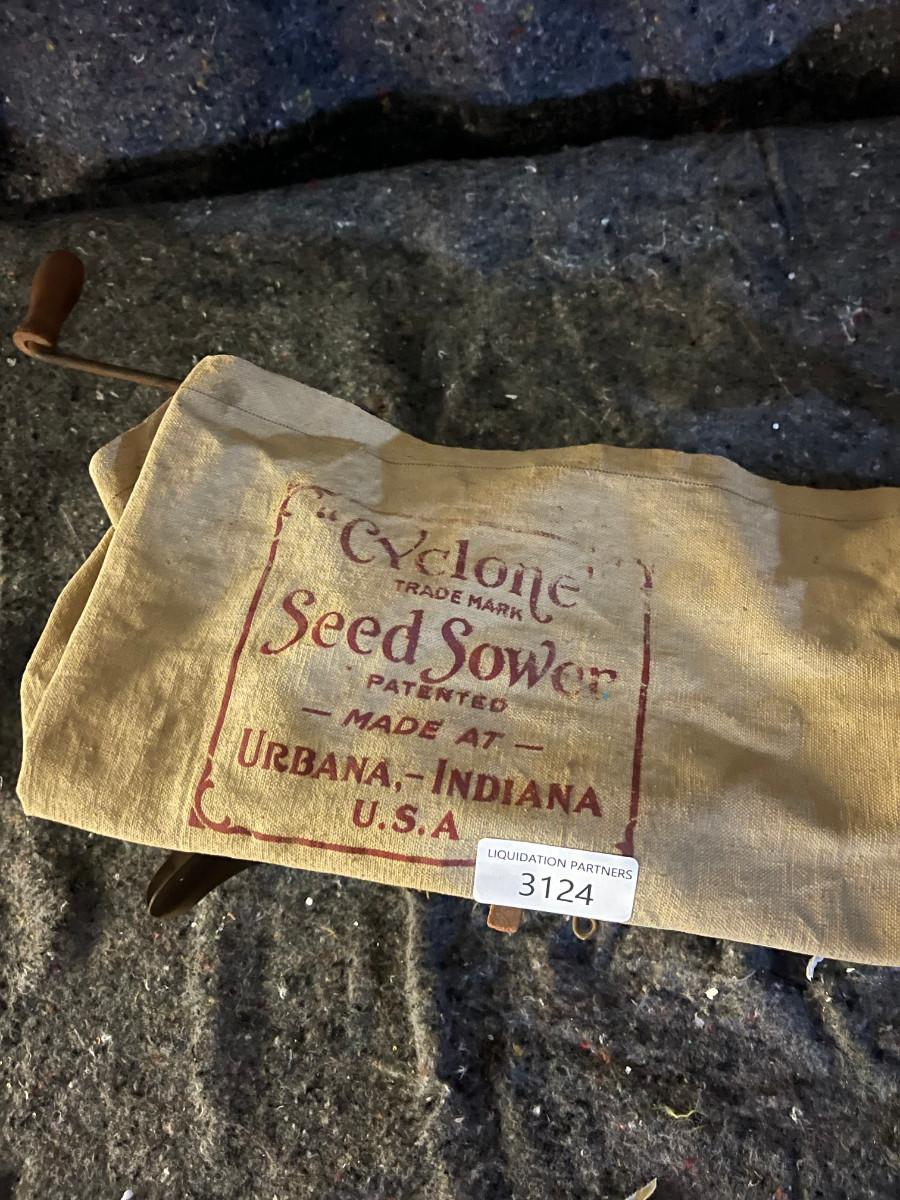 "Cyclone"
TRADE MARK
Seed Sower
PATENTED
— MADE AT —
URBANA,- INDIANA
U.S.A
LIQUIDATION PARTNERS
3124